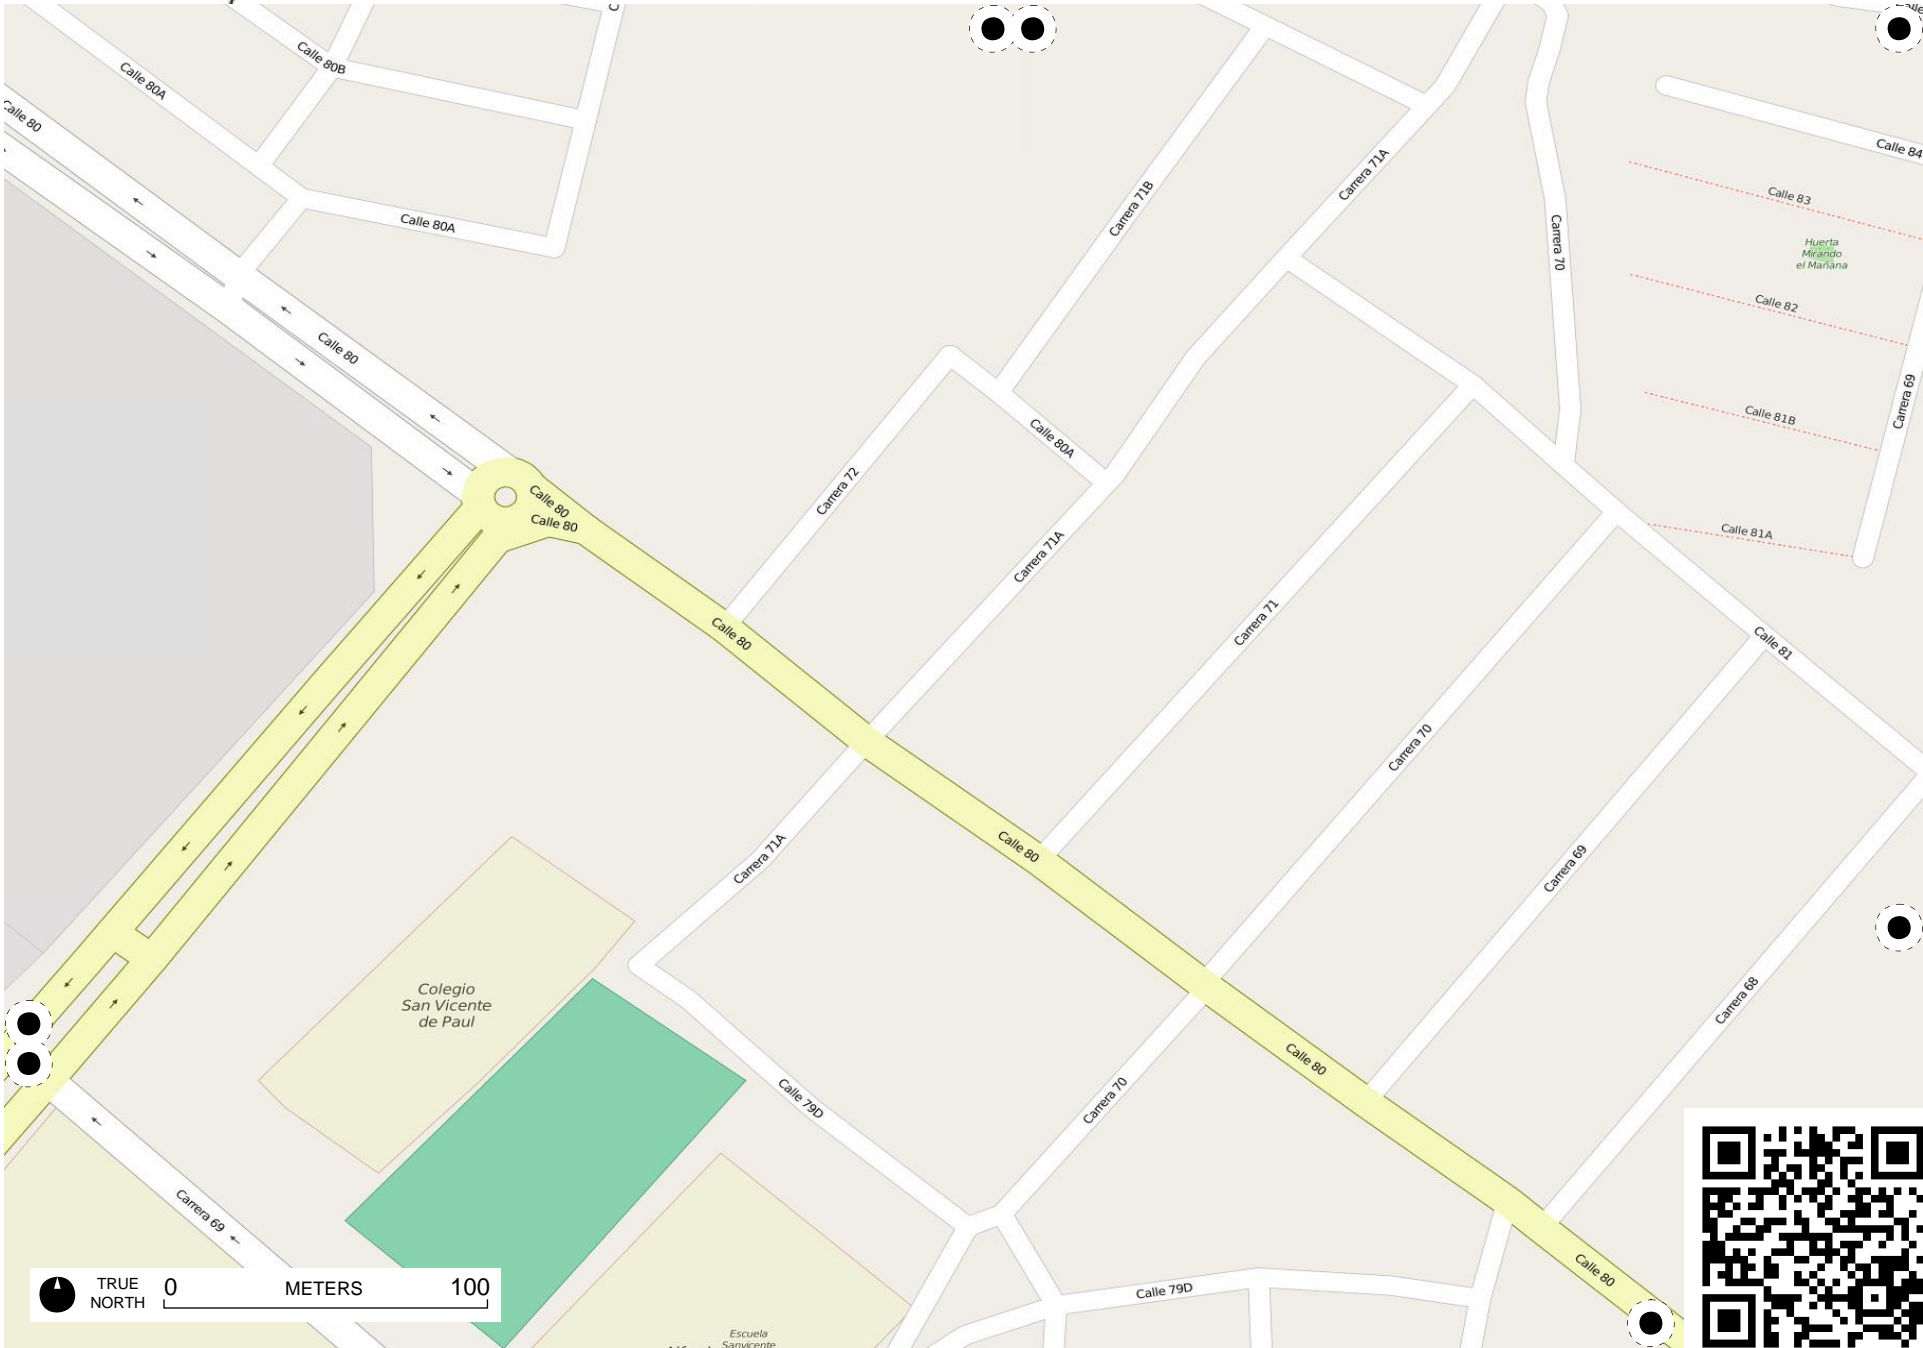 Calle 80B
Calle 80A
Calle 80
Calle 80A
Calle 80
Carrera 71B
Carrera 71A
Carrera 70
Calle 84
Calle 83
Huerta
Mirando
el Mañana
Calle 82
Calle 81B
Carrera 69
Calle 81A
Calle 80A
Carrera 72
Calle 80
Calle 80
Carrera 71A
Calle 80
Carrera 71
Calle 81
Carrera 70
Calle 80
Carrera 71A
Carrera 69
Colegio
San Vicente
de Paul
Carrera 68
Calle 80
Calle 79D
Carrera 70
Carrera 69
Calle 80
Calle 79D
TRUE
NORTH
0 METERS 100
Escuela
Sanvicente